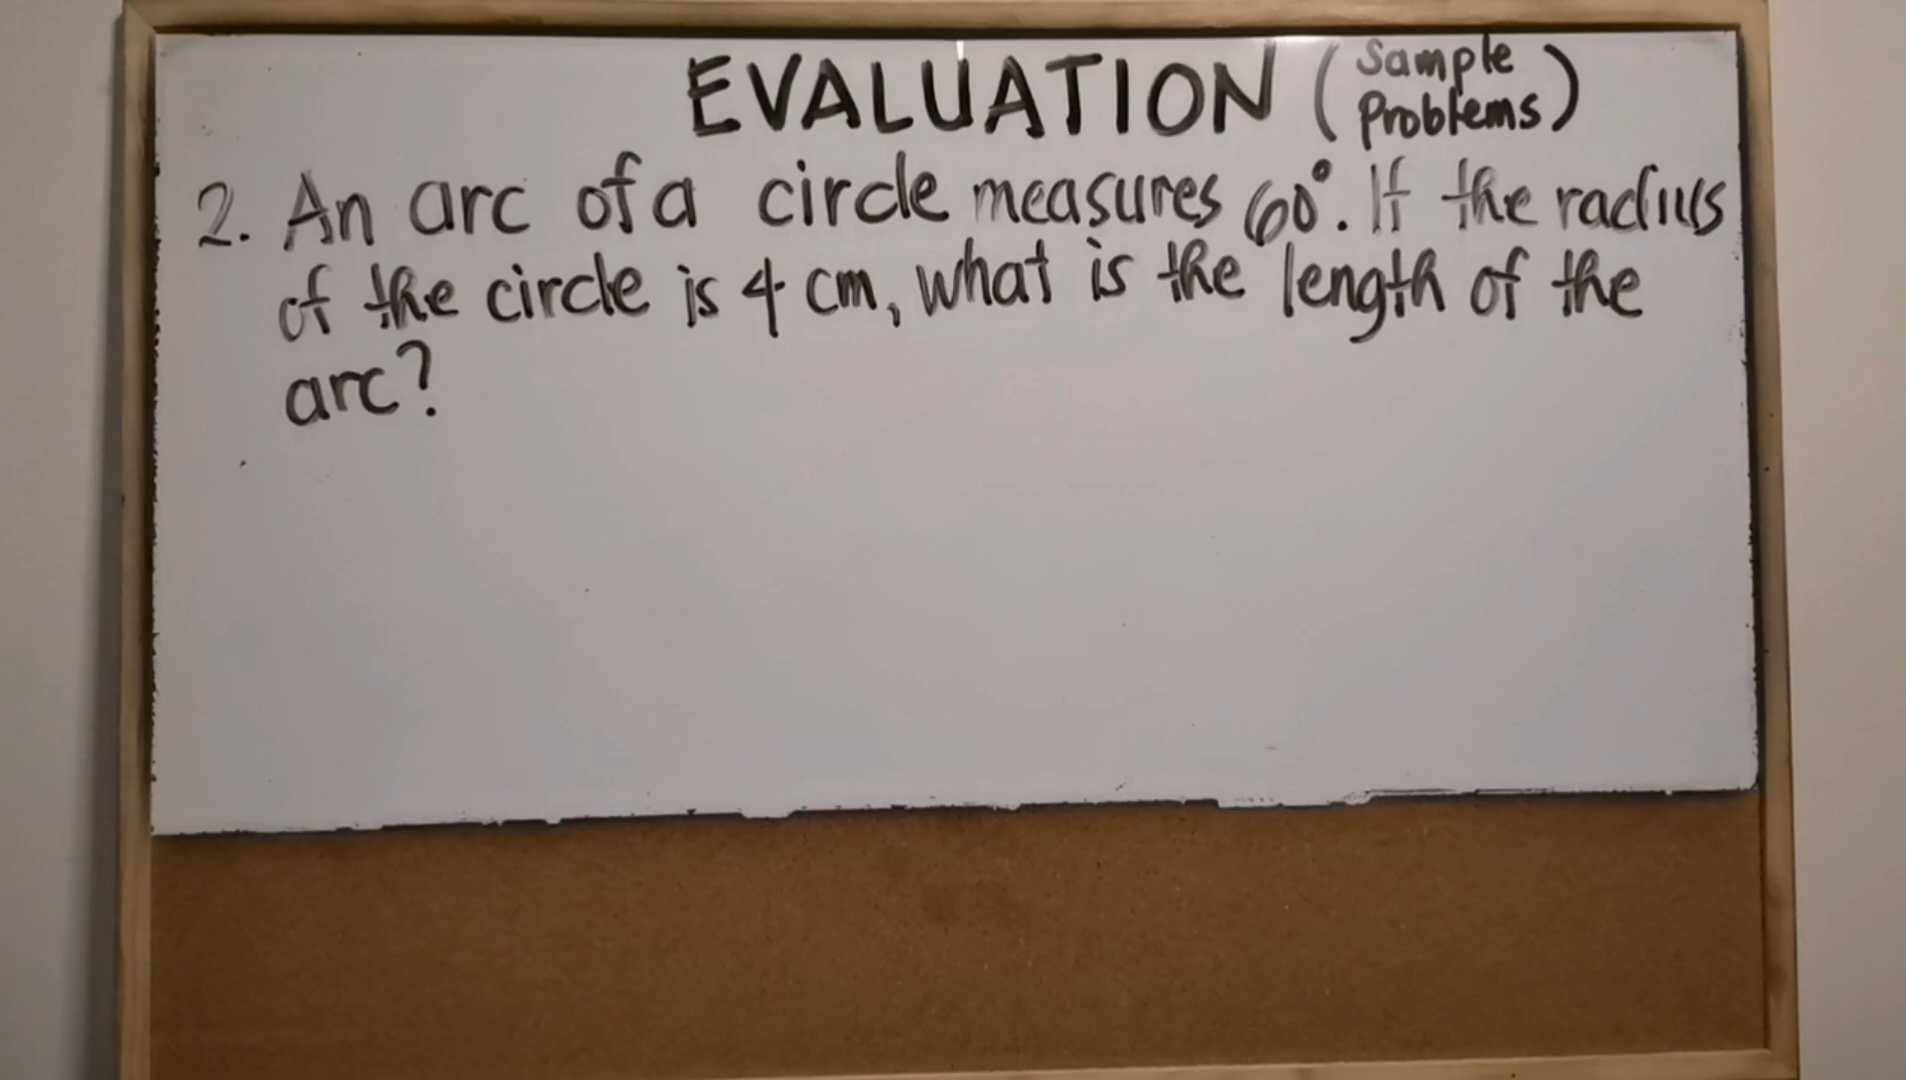 EVALUATION (Sample Problems)
2. An arc of a circle measures 60°. If the radius
of the circle is 4 cm, what is the length of the
arc?